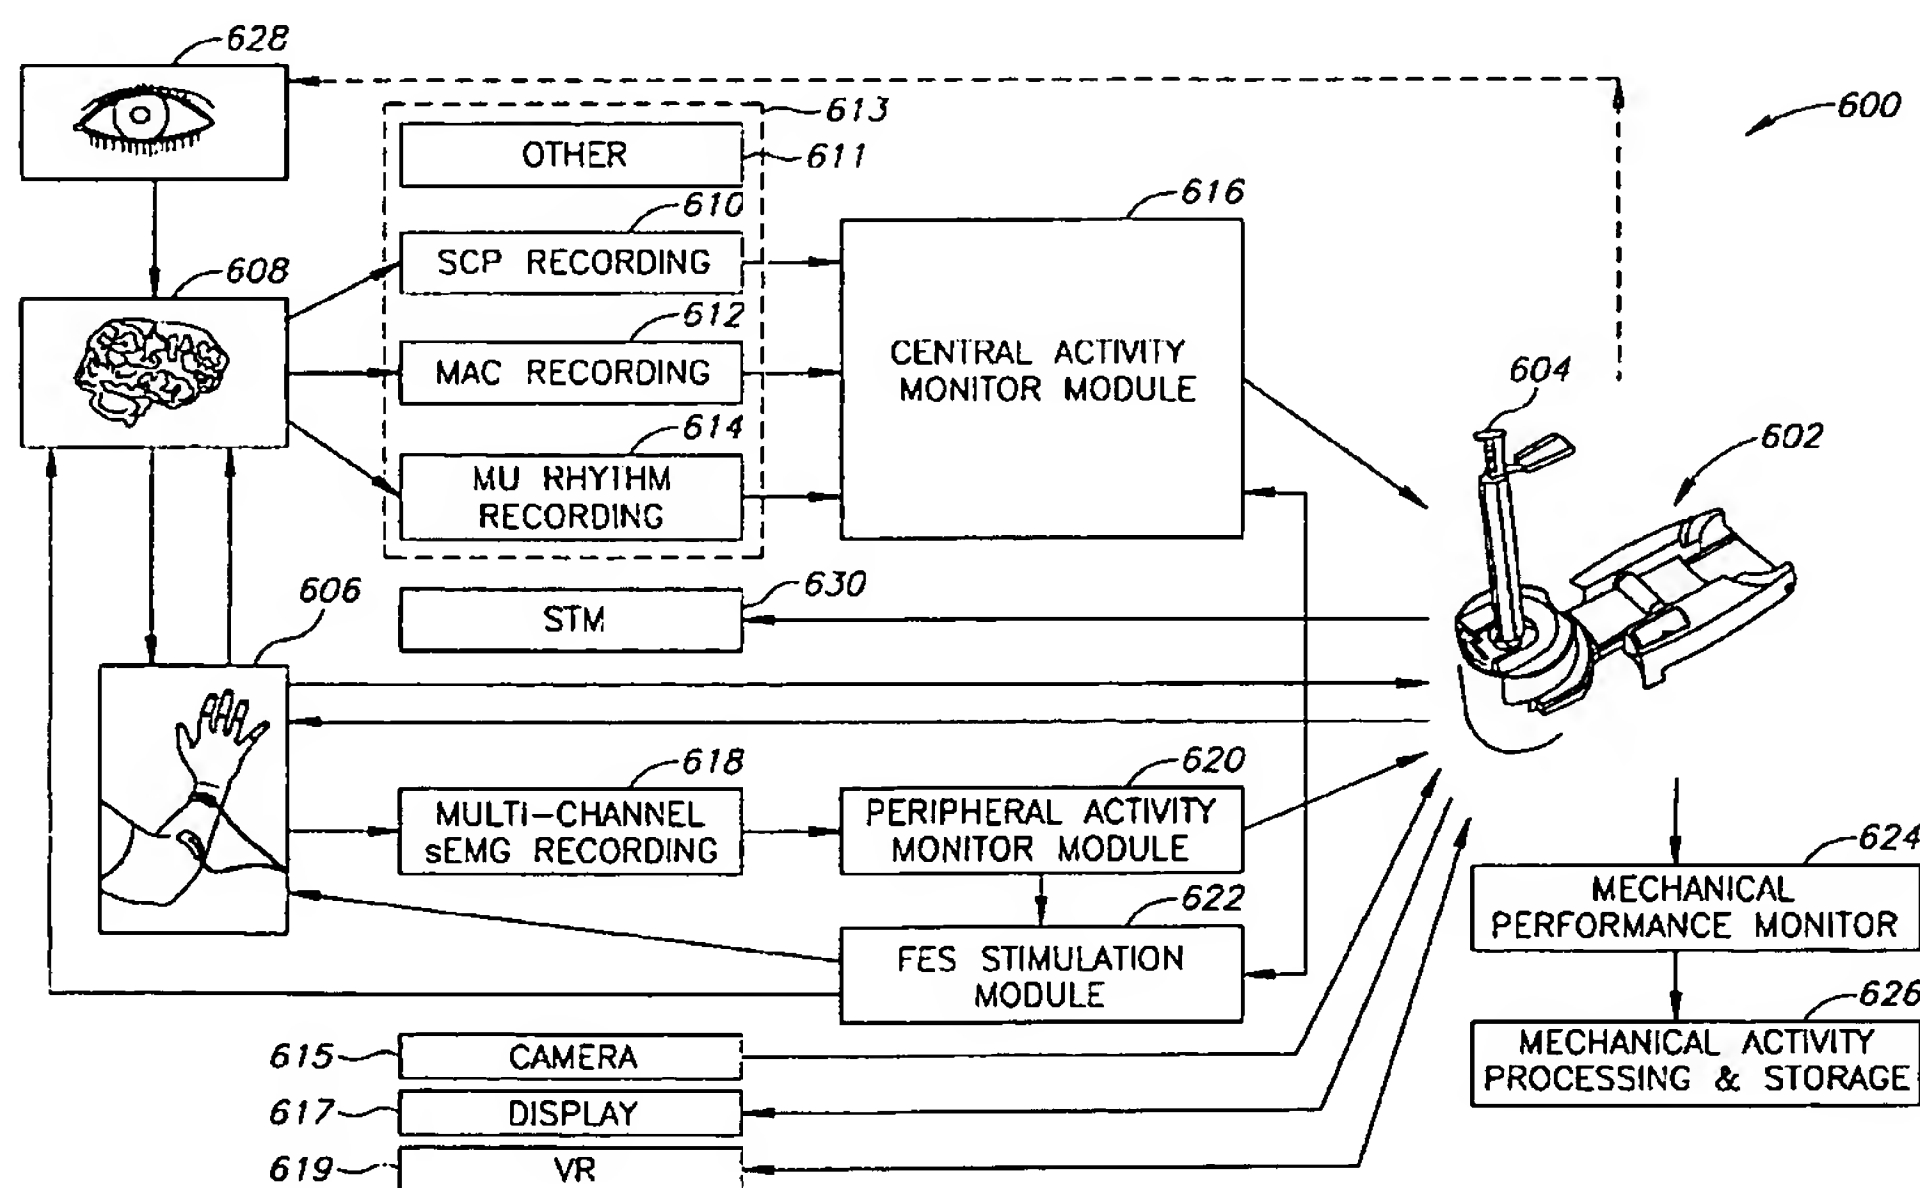 628
613
600
OTHER
611
610
616
SCP RECORDING
608
612
MAC RECORDING
CENTRAL ACTIVITY
MONITOR MODULE
604
614
602
MU RHYTHM
RECORDING
606
630
STM
618
620
MULTI-CHANNEL
sEMG RECORDING
PERIPHERAL ACTIVITY
MONITOR MODULE
624
MECHANICAL
PERFORMANCE MONITOR
622
FES STIMULATION
MODULE
626
MECHANICAL ACTIVITY
PROCESSING & STORAGE
615
CAMERA
617
DISPLAY
619
VR